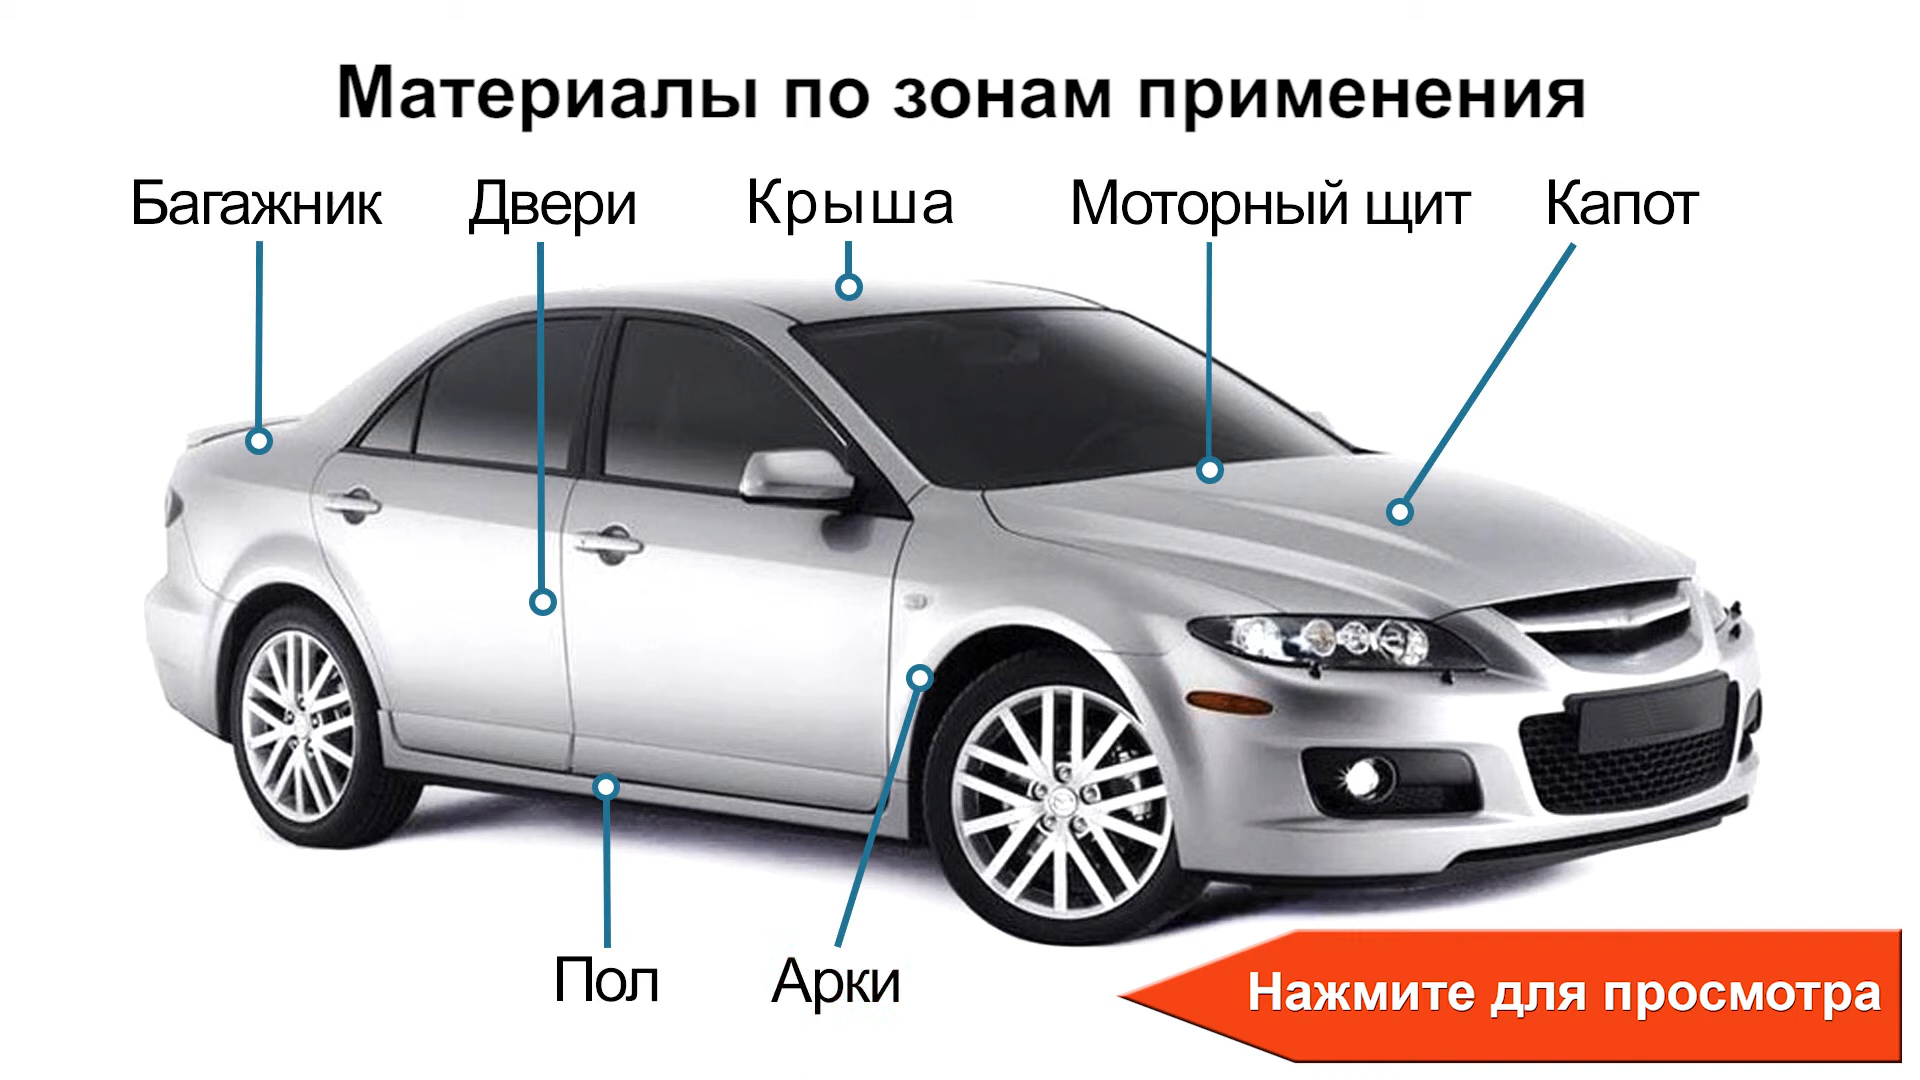 Материалы по зонам применения
Багажник Двери Крыша Моторный щит Капот
Пол Арки
Нажмите для просмотра